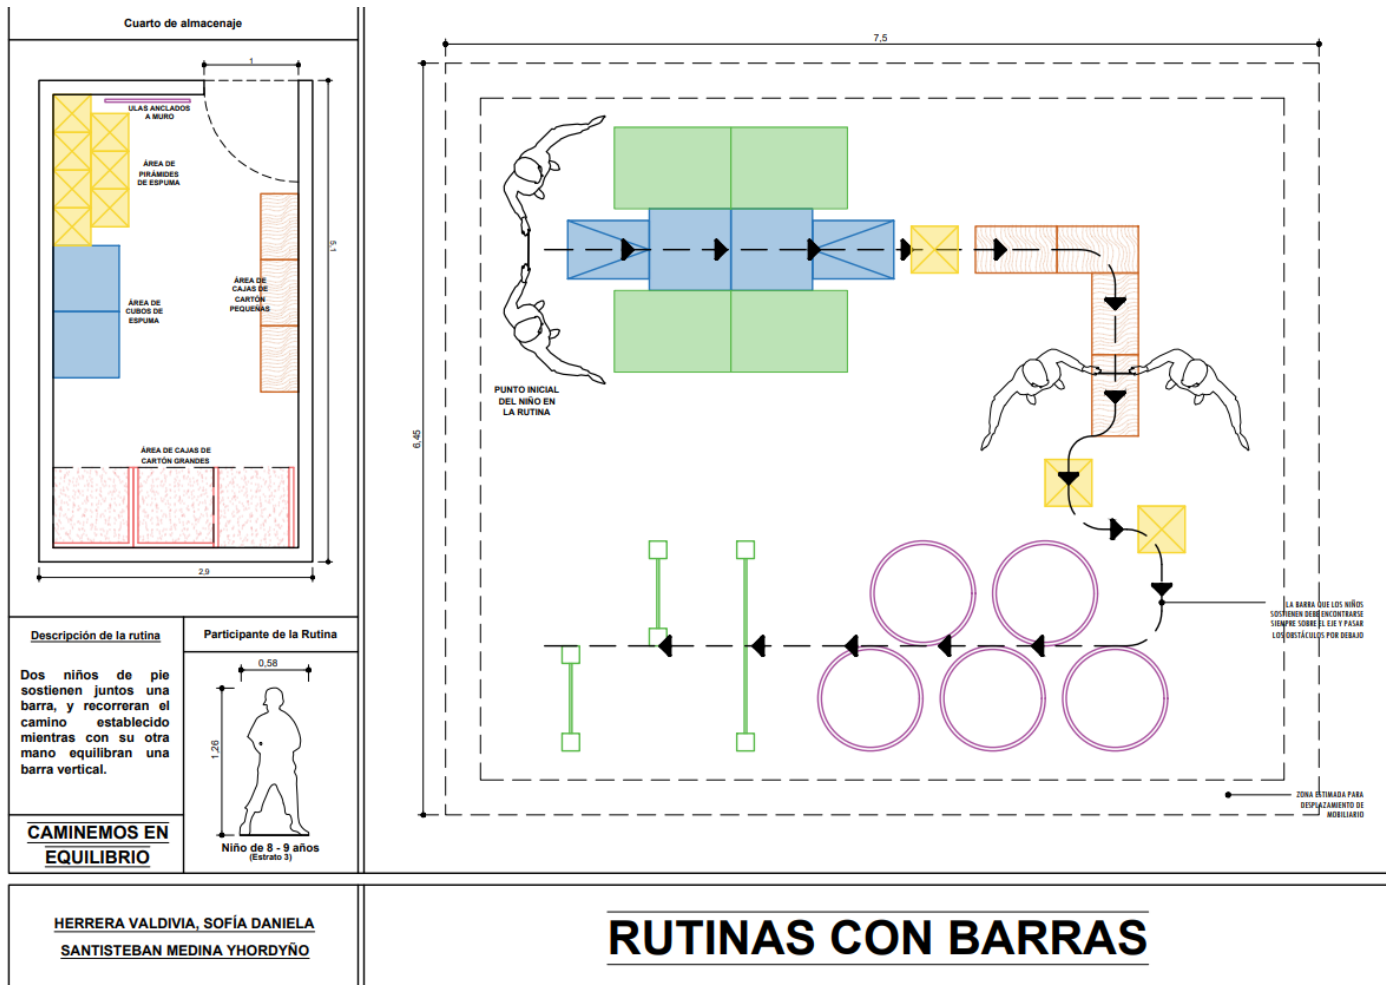 Cuarto de almacenaje
1
ULAS ANCLADOS
A MURO
ÁREA DE
PIRÁMIDES
DE ESPUMA
5,1
ÁREA DE
CUBOS DE
ESPUMA
ÁREA DE
CAJAS DE
CARTÓN
PEQUEÑAS
ÁREA DE CAJAS DE
CARTÓN GRANDES
2,9
Descripción de la rutina
Dos niños de pie
sostienen juntos una
barra, y recorreran el
camino establecido
mientras con su otra
mano equilibran una
barra vertical.
CAMINEMOS EN
EQUILIBRIO
Participante de la Rutina
0,58
1,26
Niño de 8 - 9 años
(Estrato 3)
7,5
6,45
PUNTO INICIAL
DEL NIÑO EN
LA RUTINA
LA BARRA QUE LOS NIÑOS
SOSTIENEN DEBE ENCONTRARSE
SIEMPRE SOBRE EL EJE Y PASAR
LOS OBSTÁCULOS POR DEBAJO
ZONA ESTIMADA PARA
DESPLAZAMIENTO DE
MOBILIARIO
HERRERA VALDIVIA, SOFÍA DANIELA
SANTISTEBAN MEDINA YHORDYÑO
RUTINAS CON BARRAS